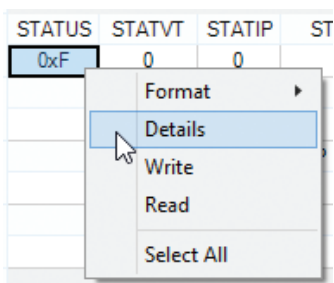 STATUS STATVT STATIP ST
0xF 0 0
Format
Details
Write
Read
Select All